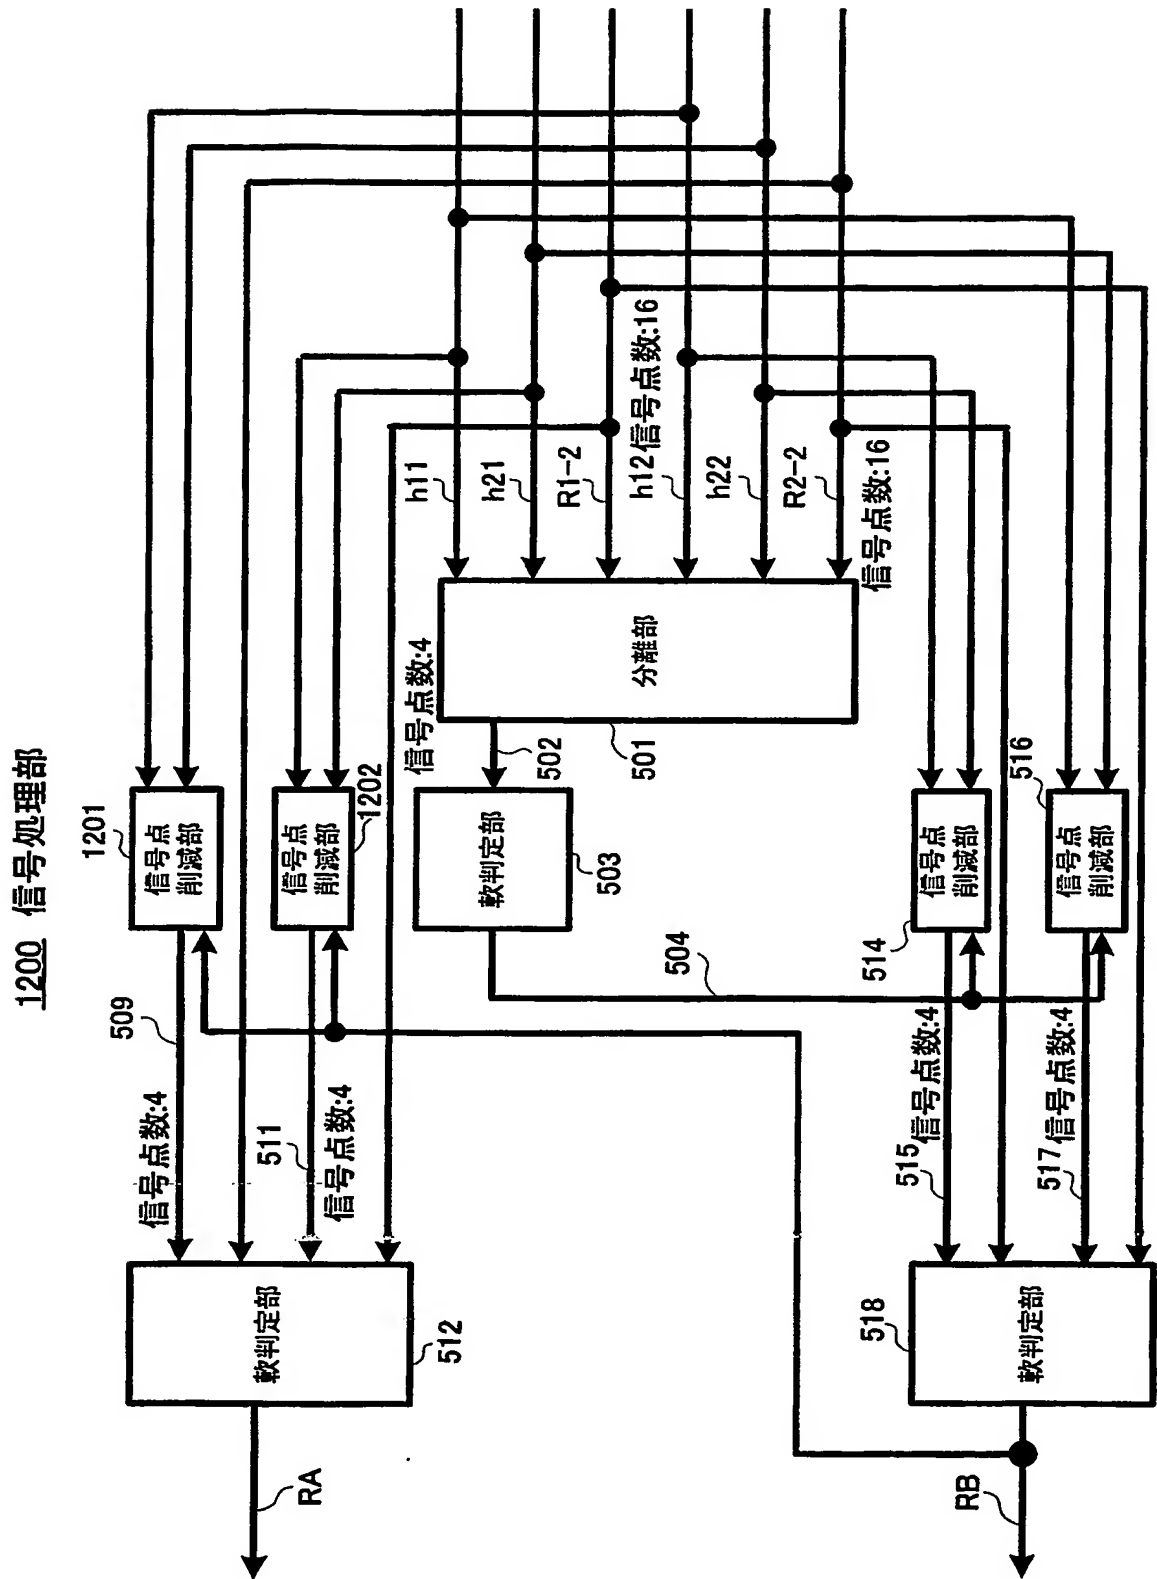 1200 信号処理部
1201
信号点
削減部
信号点
削減部
1202
509
信号点数:4
511
信号点数:4
軟判定部
512
RA
h11
h21
R1-2
h12
信号点数:16
h22
R2-2
信号点数:16
信号点数:4
分離部
501
502
軟判定部
503
504
信号点
削減部
514
信号点
削減部
516
515
信号点数:4
517
信号点数:4
軟判定部
518
RB